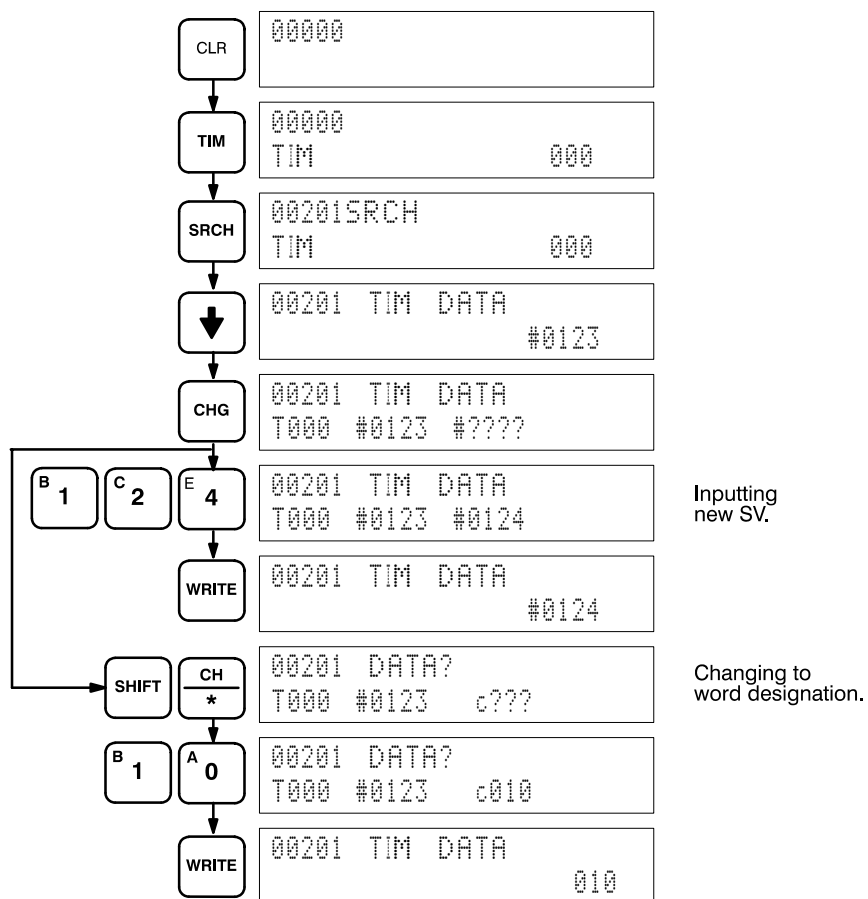 CLR
00000
TIM
00000
TIM 000
SRCH
00201SRCH
TIM 000
00201 TIM DATA
#0123
CHG
00201 TIM DATA
T000 #0123 #????
B 1
C 2
E 4
00201 TIM DATA
T000 #0123 #0124
Inputting
new SV.
WRITE
00201 TIM DATA
#0124
SHIFT
CH
*
00201 DATA?
T000 #0123 c???
Changing to
word designation.
B 1
A 0
00201 DATA?
T000 #0123 c010
WRITE
00201 TIM DATA
010